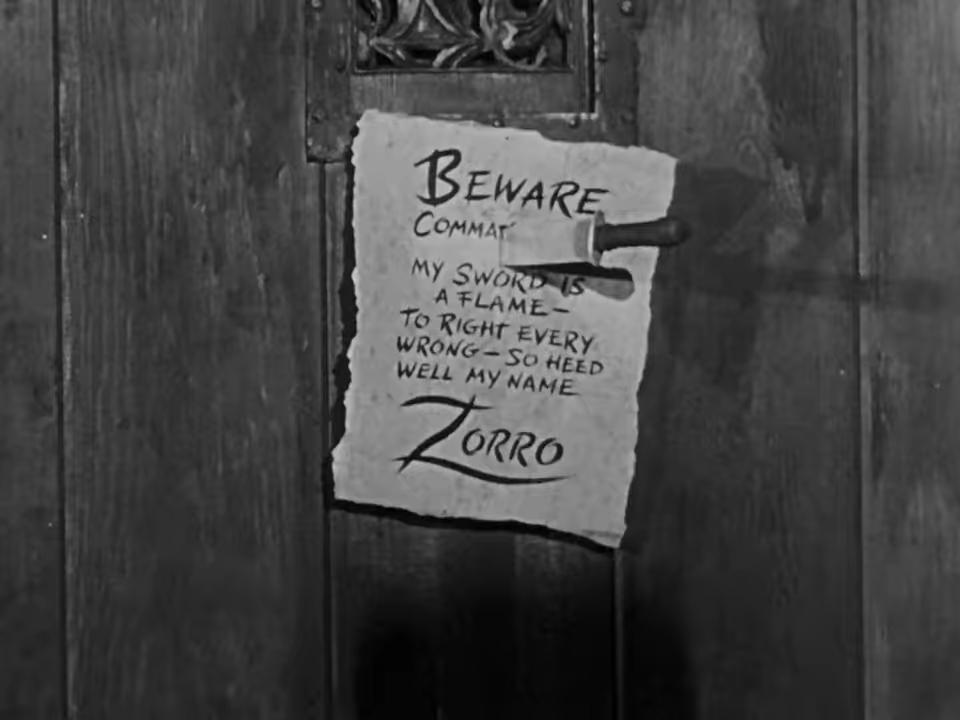 BEWARE
MY SWORD IS
A FLAME—
TO RIGHT EVERY
WRONG—SO HEED
WELL MY NAME
ZORRO